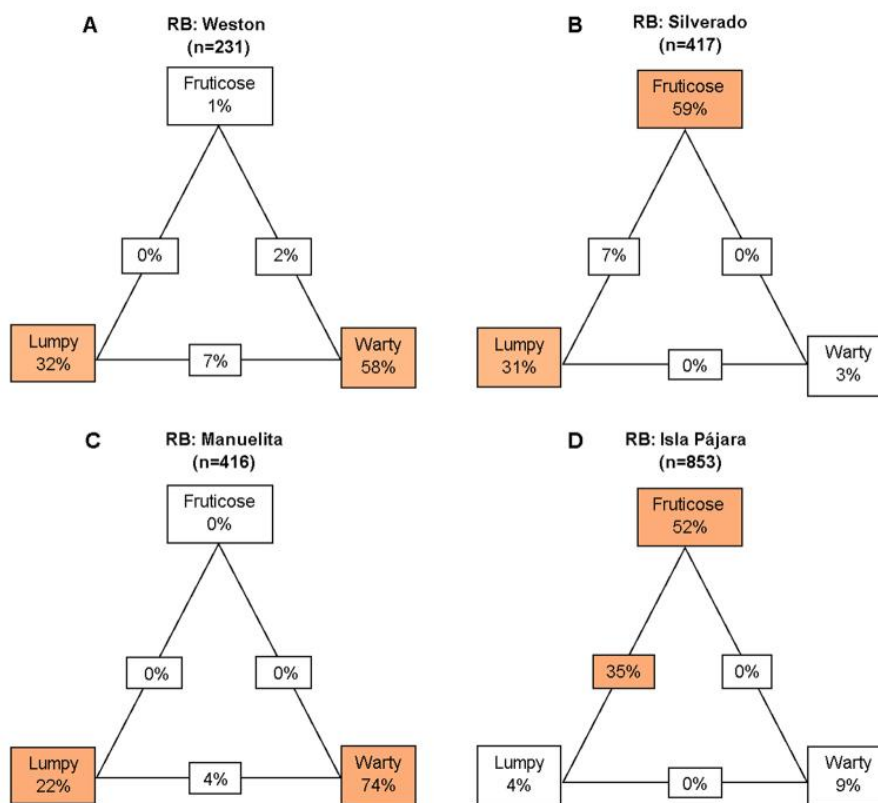 A
RB: Weston
(n=231)
Fruticose
1%
0%
2%
Lumpy
32%
7%
Warty
58%
B
RB: Silverado
(n=417)
Fruticose
59%
7%
0%
Lumpy
31%
0%
Warty
3%
C
RB: Manuelita
(n=416)
Fruticose
0%
0%
0%
Lumpy
22%
4%
Warty
74%
D
RB: Isla Pájara
(n=853)
Fruticose
52%
35%
0%
Lumpy
4%
0%
Warty
9%